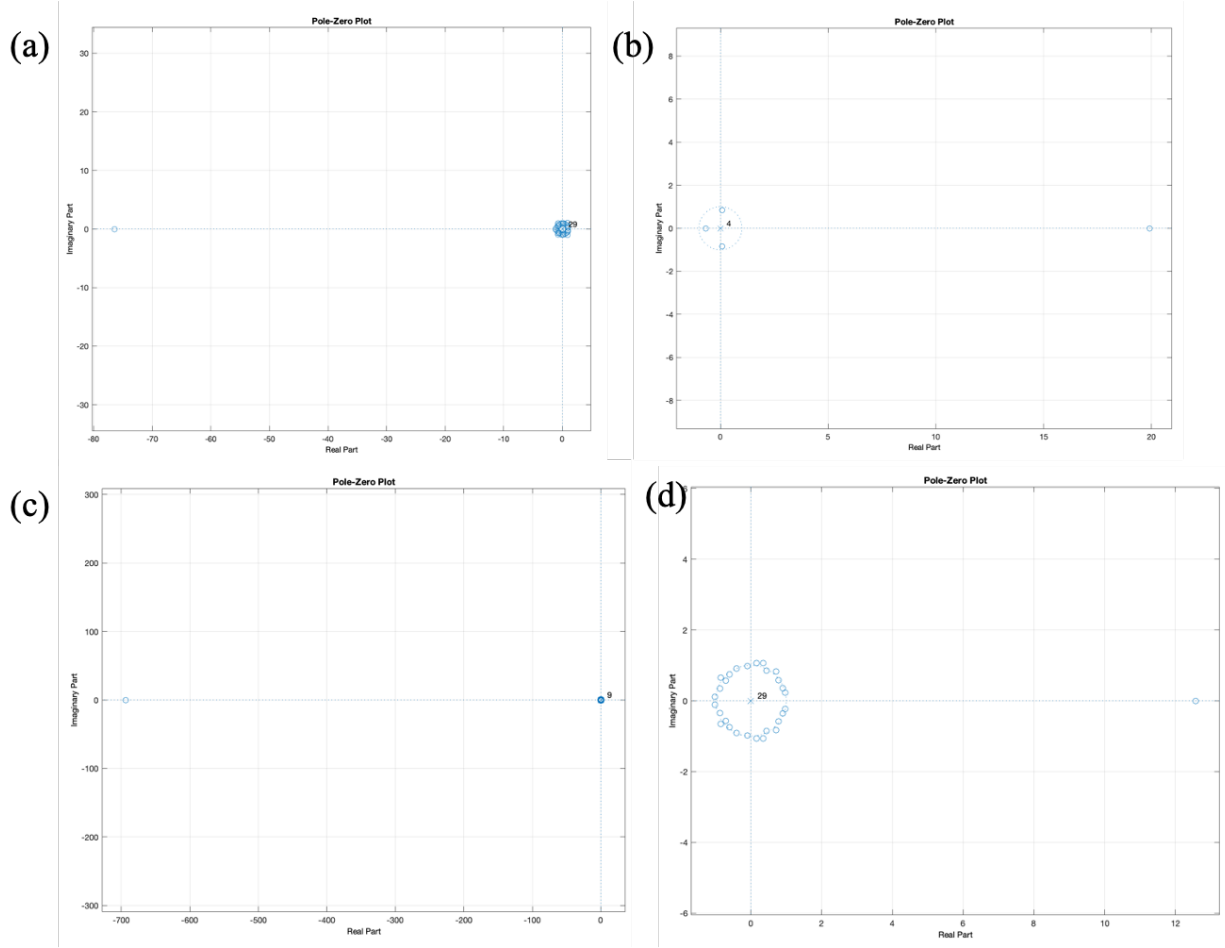 (a)
Pole-Zero Plot
30
20
10
0
-10
-20
-30
Imaginary Part
29
-80 -70 -60 -50 -40 -30 -20 -10 0
Real Part
(b)
Pole-Zero Plot
8
6
4
2
0
-2
-4
-6
-8
Imaginary Part
4
0 5 10 15 20
Real Part
(c)
Pole-Zero Plot
300
200
100
0
-100
-200
-300
Imaginary Part
9
-700 -600 -500 -400 -300 -200 -100 0
Real Part
(d)
Pole-Zero Plot
6
4
2
0
-2
-4
-6
Imaginary Part
29
0 2 4 6 8 10 12
Real Part